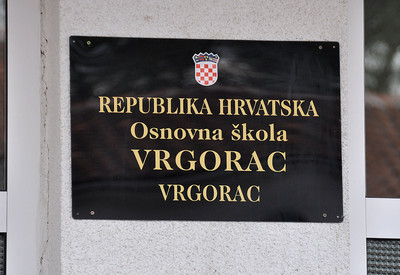 REPUBLIKA HRVATSKA
Osnovna škola
VRGORAC
VRGORAC